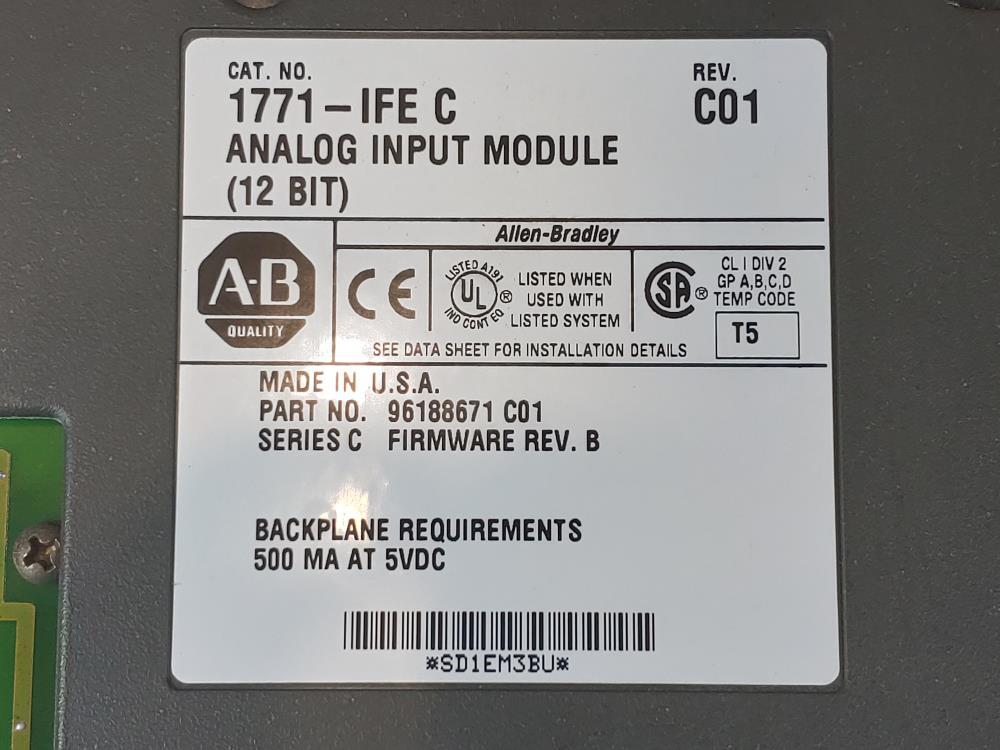 CAT. NO. REV.
1771-IFE C C01
ANALOG INPUT MODULE
(12 BIT)
Allen-Bradley
A-B
QUALITY
CE
LISTED A191
UL ®
IND CONT EQ
LISTED WHEN
USED WITH
LISTED SYSTEM
SA ®
CL I DIV 2
GP A,B,C,D
TEMP CODE
T5
SEE DATA SHEET FOR INSTALLATION DETAILS
MADE IN U.S.A.
PART NO. 96188671 C01
SERIES C FIRMWARE REV. B
BACKPLANE REQUIREMENTS
500 MA AT 5VDC
*SD1EM3BU*